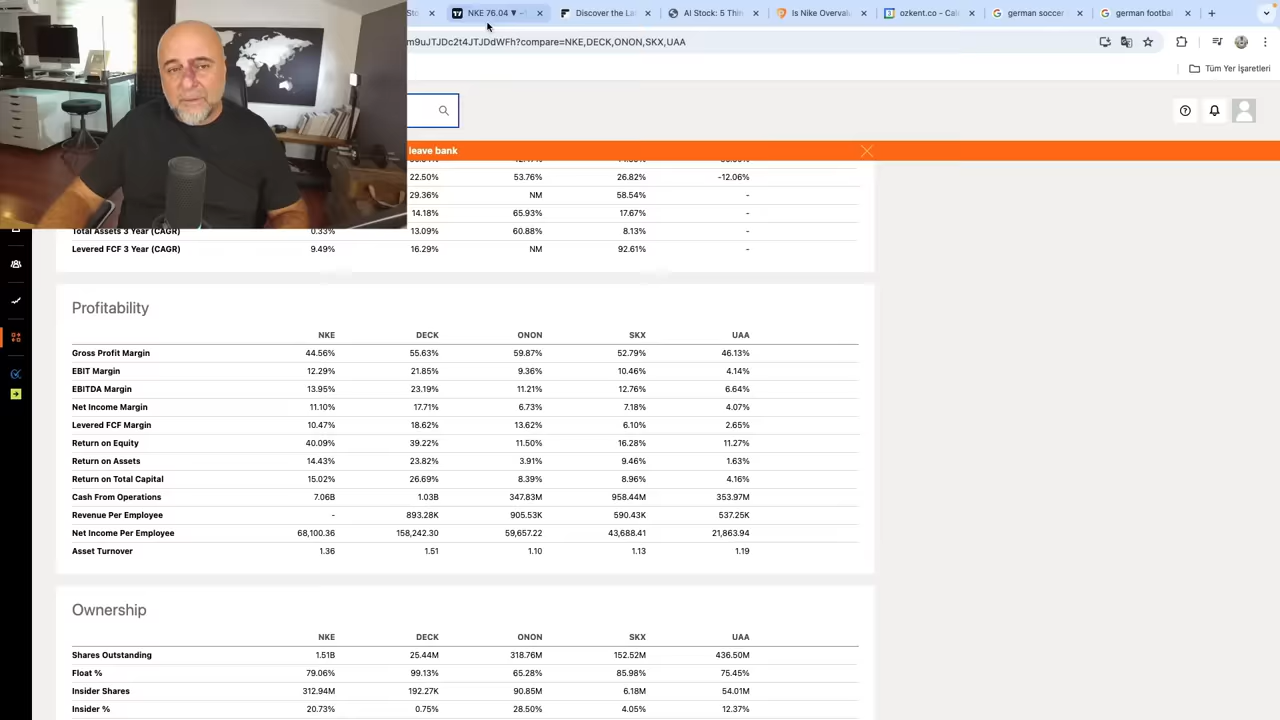 Sto
NKE 76.04 ▼ −
Discover the La
AI Stock: 5 Thin
Is Nike Overval
ozkent.co - Cal
german soccer
german footbal
m9uJTJDc2t4JTJDdWFh?compare=NKE,DECK,ONON,SKX,UAA
Tüm Yer İşaretleri
leave bank
22.50% 53.76% 26.82% -12.06%
29.36% NM 58.54% -
14.18% 65.93% 17.67% -
Total Assets 3 Year (CAGR) 0.33% 13.09% 60.88% 8.13% -
Levered FCF 3 Year (CAGR) 9.49% 16.29% NM 92.61% -
Profitability
NKE DECK ONON SKX UAA
Gross Profit Margin 44.56% 55.63% 59.87% 52.79% 46.13%
EBIT Margin 12.29% 21.85% 9.36% 10.46% 4.14%
EBITDA Margin 13.95% 23.19% 11.21% 12.76% 6.64%
Net Income Margin 11.10% 17.71% 6.73% 7.18% 4.07%
Levered FCF Margin 10.47% 18.62% 13.62% 6.10% 2.65%
Return on Equity 40.09% 39.22% 11.50% 16.28% 11.27%
Return on Assets 14.43% 23.82% 3.91% 9.46% 1.63%
Return on Total Capital 15.02% 26.69% 8.39% 8.96% 4.16%
Cash From Operations 7.06B 1.03B 347.83M 958.44M 353.97M
Revenue Per Employee - 893.28K 905.53K 590.43K 537.25K
Net Income Per Employee 68,100.36 158,242.30 59,657.22 43,688.41 21,863.94
Asset Turnover 1.36 1.51 1.10 1.13 1.19
Ownership
NKE DECK ONON SKX UAA
Shares Outstanding 1.51B 25.44M 318.76M 152.52M 436.50M
Float % 79.06% 99.13% 65.28% 85.98% 75.45%
Insider Shares 312.94M 192.27K 90.85M 6.18M 54.01M
Insider % 20.73% 0.75% 28.50% 4.05% 12.37%